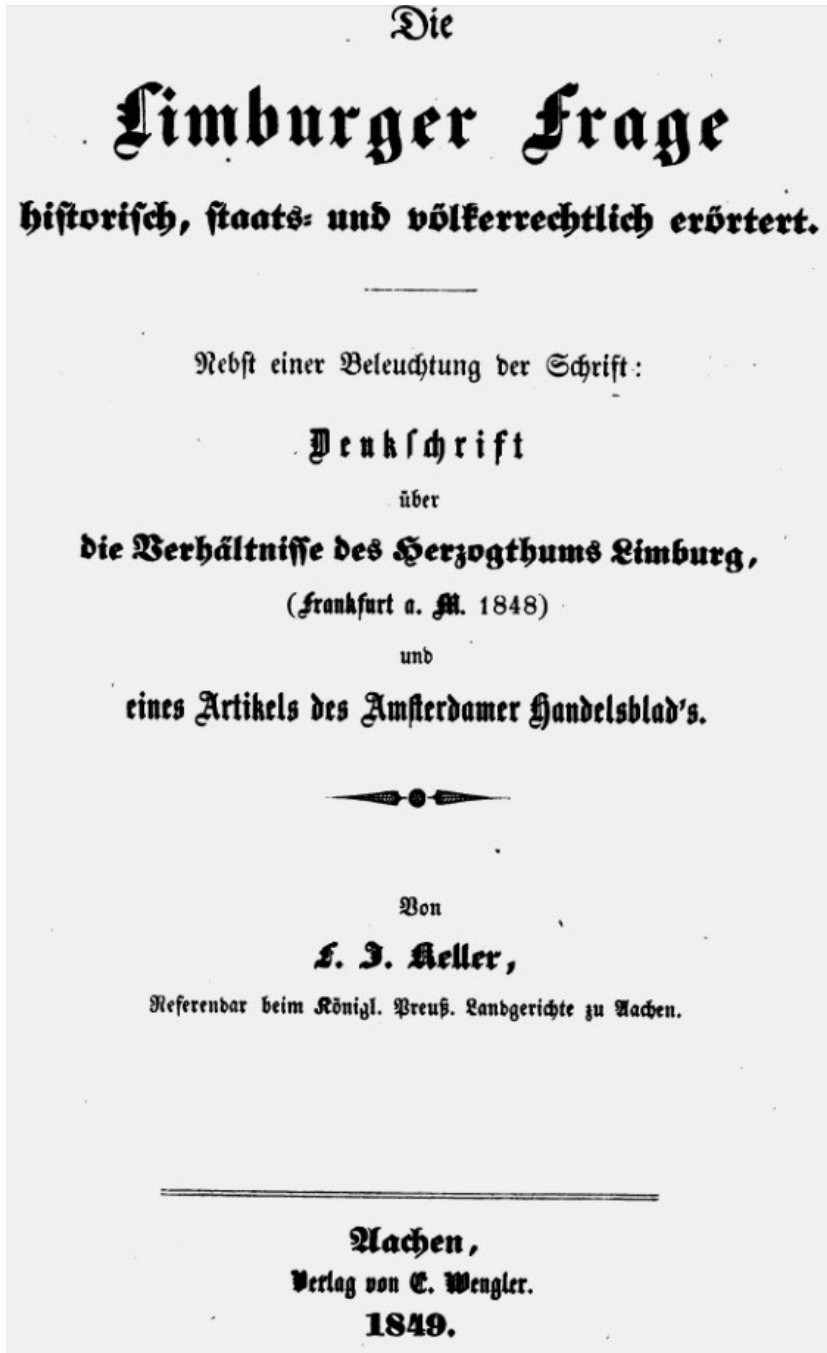 Die
Limburger Frage
historisch, staats- und völkerrechtlich erörtert.
Nebst einer Beleuchtung der Schrift:
Denkschrift
über
die Verhältnisse des Herzogthums Limburg,
(Frankfurt a. M. 1848)
und
eines Artikels des Amsterdamer Handelsblad's.
Von
F. J. Keller,
Referendar beim Königl. Preuß. Landgerichte zu Aachen.
Aachen,
Verlag von C. Wengler.
1849.